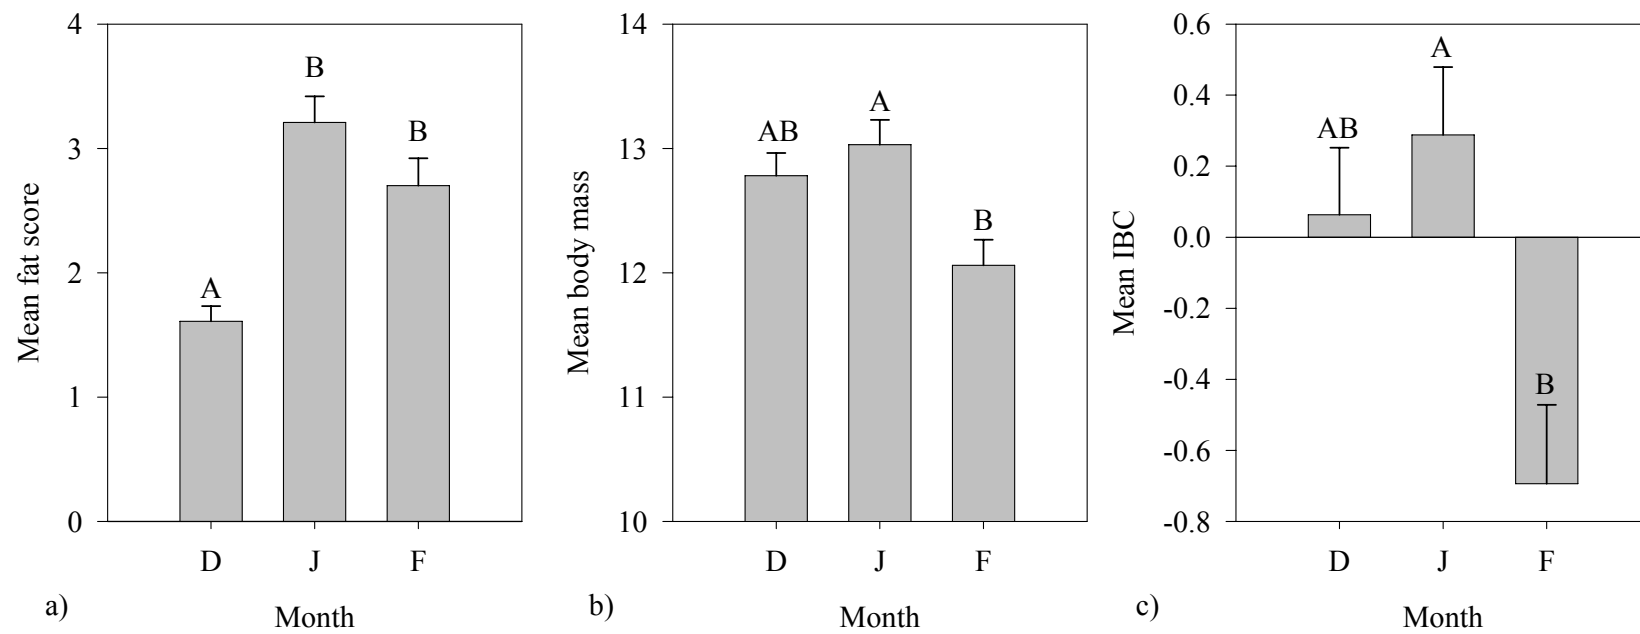 Mean fat score
4
3
2
1
0
A
B
B
D
J
F
a)
Month
Mean body mass
14
13
12
11
10
AB
A
B
D
J
F
b)
Month
Mean IBC
0.6
0.4
0.2
0.0
-0.2
-0.4
-0.6
-0.8
AB
A
B
D
J
F
c)
Month